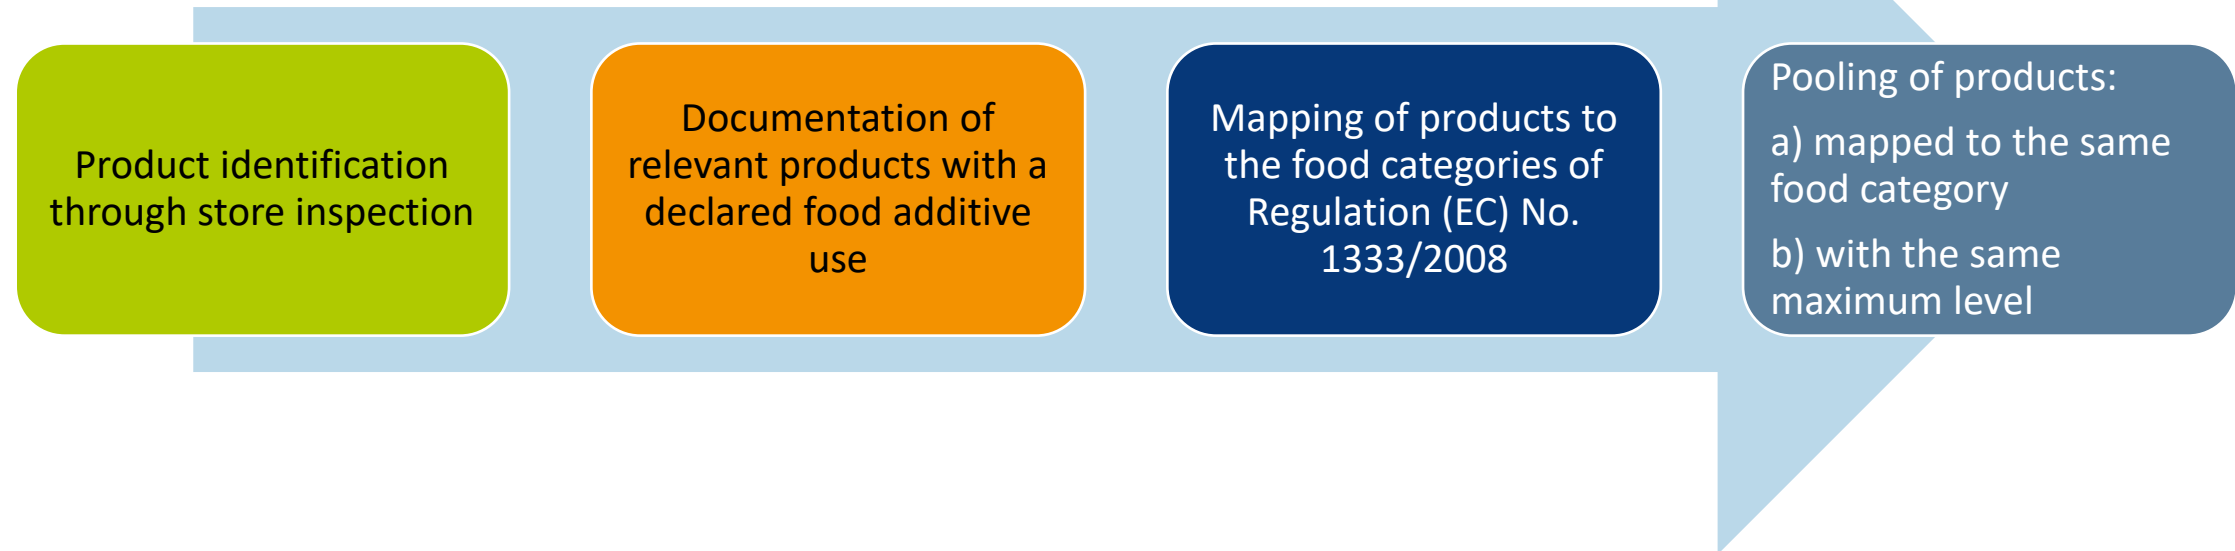 Product identification
through store inspection
Documentation of
relevant products with a
declared food additive
use
Mapping of products to
the food categories of
Regulation (EC) No.
1333/2008
Pooling of products:
a) mapped to the same
food category
b) with the same
maximum level